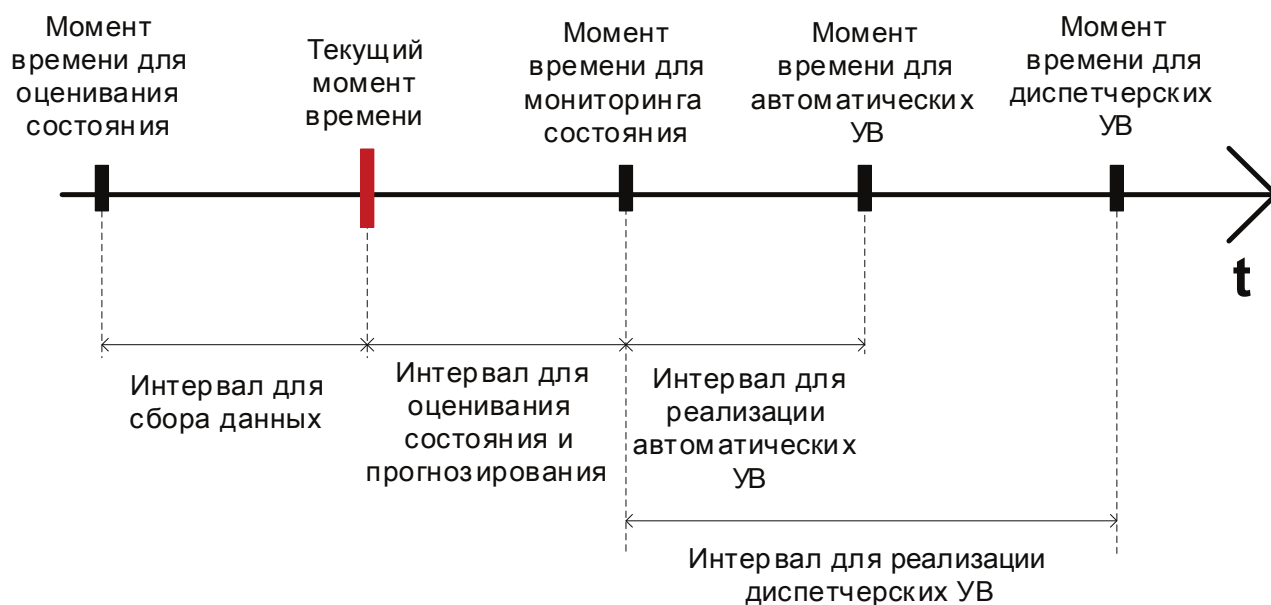 Момент
времени для
оценивания
состояния
Текущий
момент
времени
Момент
времени для
мониторинга
состояния
Момент
времени для
автоматических
УВ
Момент
времени для
диспетчерских
УВ
t
Интервал для
сбора данных
Интервал для
оценивания
состояния и
прогнозирования
Интервал для
реализации
автоматических
УВ
Интервал для реализации
диспетчерских УВ